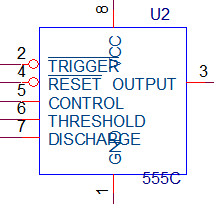 8 U2
VCC
2 TRIGGER
4 RESET OUTPUT 3
5 CONTROL
6 THRESHOLD
7 DISCHARGE
GND
1 555C